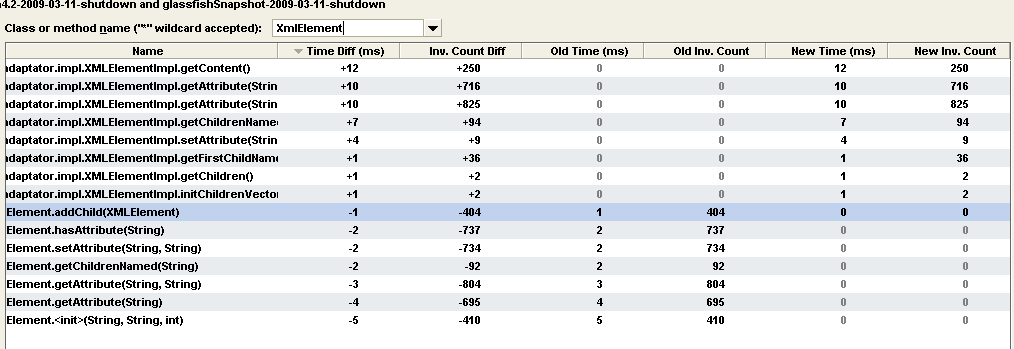 4.2-2009-03-11-shutdown and glassfishSnapshot-2009-03-11-shutdown
Class or method name ("*" wildcard accepted): XmlElement
Name Time Diff (ms) Inv. Count Diff Old Time (ms) Old Inv. Count New Time (ms) New Inv. Count
adaptator.impl.XMLElementImpl.getContent() +12 +250 0 0 12 250
adaptator.impl.XMLElementImpl.getAttribute(Strin +10 +716 0 0 10 716
adaptator.impl.XMLElementImpl.getAttribute(Strin +10 +825 0 0 10 825
adaptator.impl.XMLElementImpl.getChildrenName +7 +94 0 0 7 94
adaptator.impl.XMLElementImpl.setAttribute(Strin +4 +9 0 0 4 9
adaptator.impl.XMLElementImpl.getFirstChildName +1 +36 0 0 1 36
adaptator.impl.XMLElementImpl.getChildren() +1 +2 0 0 1 2
adaptator.impl.XMLElementImpl.initChildrenVector +1 +2 0 0 1 2
Element.addChild(XMLElement) -1 -404 1 404 0 0
Element.hasAttribute(String) -2 -737 2 737 0 0
Element.setAttribute(String, String) -2 -734 2 734 0 0
Element.getChildrenNamed(String) -2 -92 2 92 0 0
Element.getAttribute(String, String) -3 -804 3 804 0 0
Element.getAttribute(String) -4 -695 4 695 0 0
Element.<init>(String, String, int) -5 -410 5 410 0 0